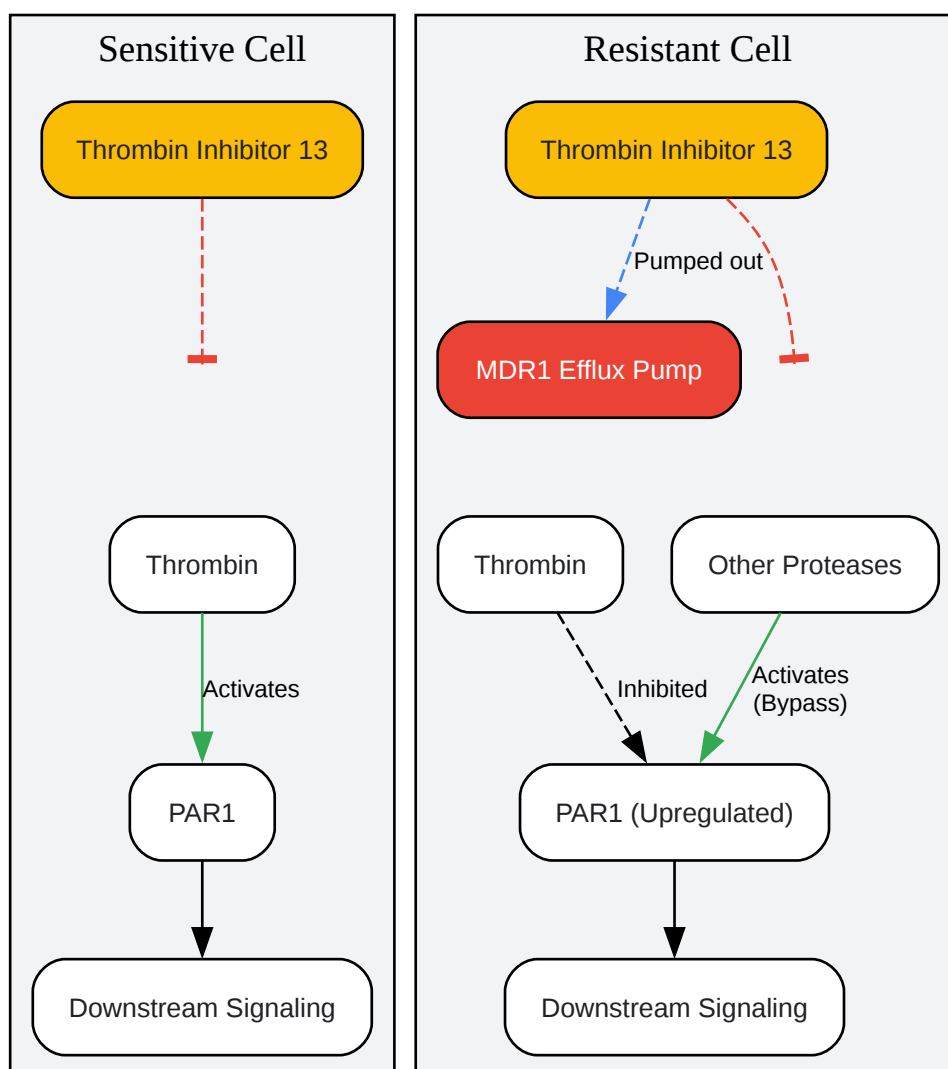 Sensitive Cell
Thrombin Inhibitor 13
Thrombin
Activates
PAR1
Downstream Signaling
Resistant Cell
Thrombin Inhibitor 13
Pumped out
MDR1 Efflux Pump
Thrombin
Other Proteases
Inhibited
Activates
(Bypass)
PAR1 (Upregulated)
Downstream Signaling